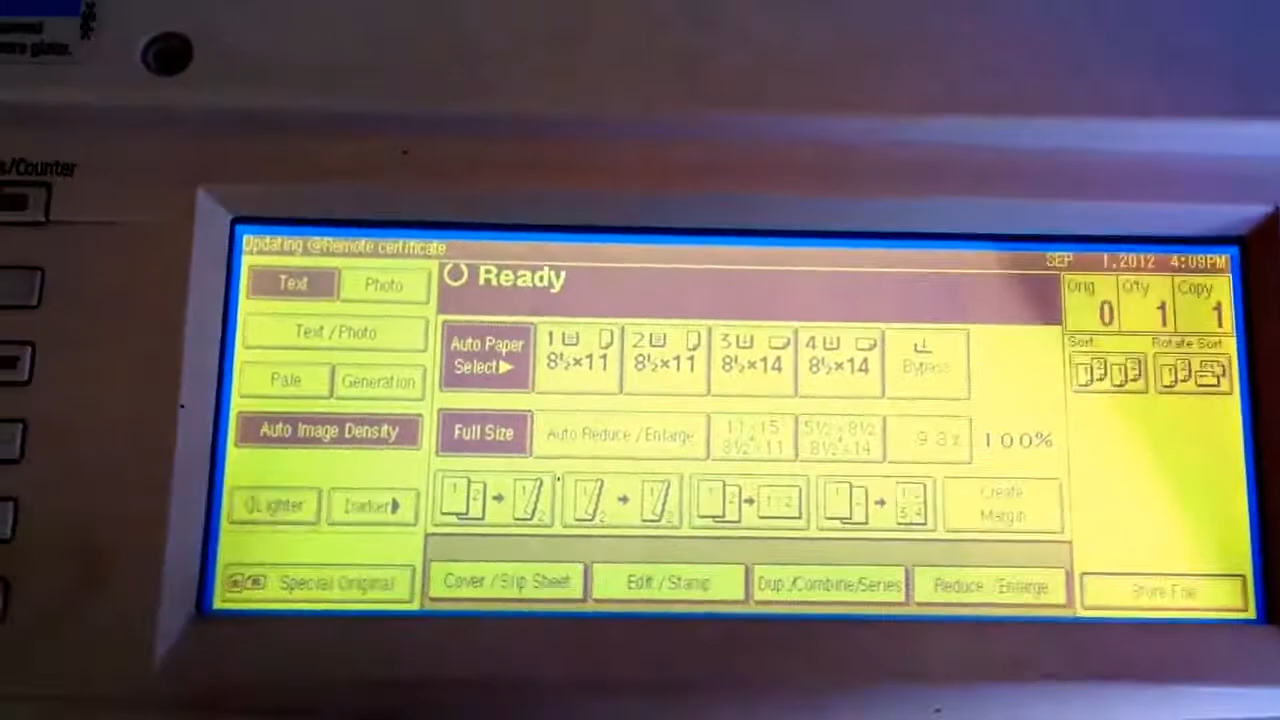 more glass.
s/Counter
Updating @Remote certificate
SEP 1,2012 4:09PM
Text
Photo
Ready
Orig.
Q'ty
Copy
0
1
1
Text / Photo
Auto Paper
Select▶
1
8½×11
2
8½×11
3
8½×14
4
8½×14
Bypass
Sort
Rotate Sort
Pale
Generation
Auto Image Density
Full Size
Auto Reduce / Enlarge
11×15
8½×11
5½×8½
8½×14
93%
100%
Lighter
Darker
Create
Margin
Special Original
Cover / Slip Sheet
Edit / Stamp
Dup./Combine/Series
Reduce / Enlarge
Store File